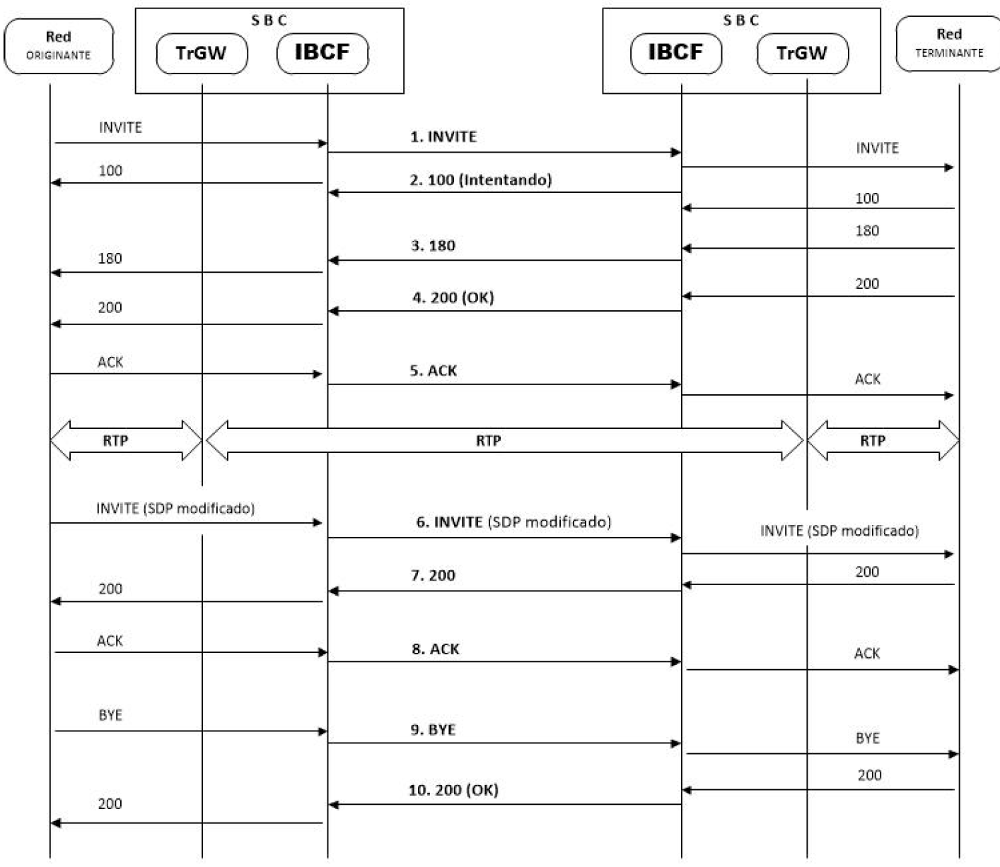 S B C
S B C
Red
ORIGINANTE
TrGW
IBCF
IBCF
TrGW
Red
TERMINANTE
INVITE
1. INVITE
INVITE
100
2. 100 (Intentando)
100
180
3. 180
180
200
4. 200 (OK)
200
ACK
5. ACK
ACK
RTP
RTP
RTP
INVITE (SDP modificado)
6. INVITE (SDP modificado)
INVITE (SDP modificado)
200
7. 200
200
ACK
8. ACK
ACK
BYE
9. BYE
BYE
200
10. 200 (OK)
200